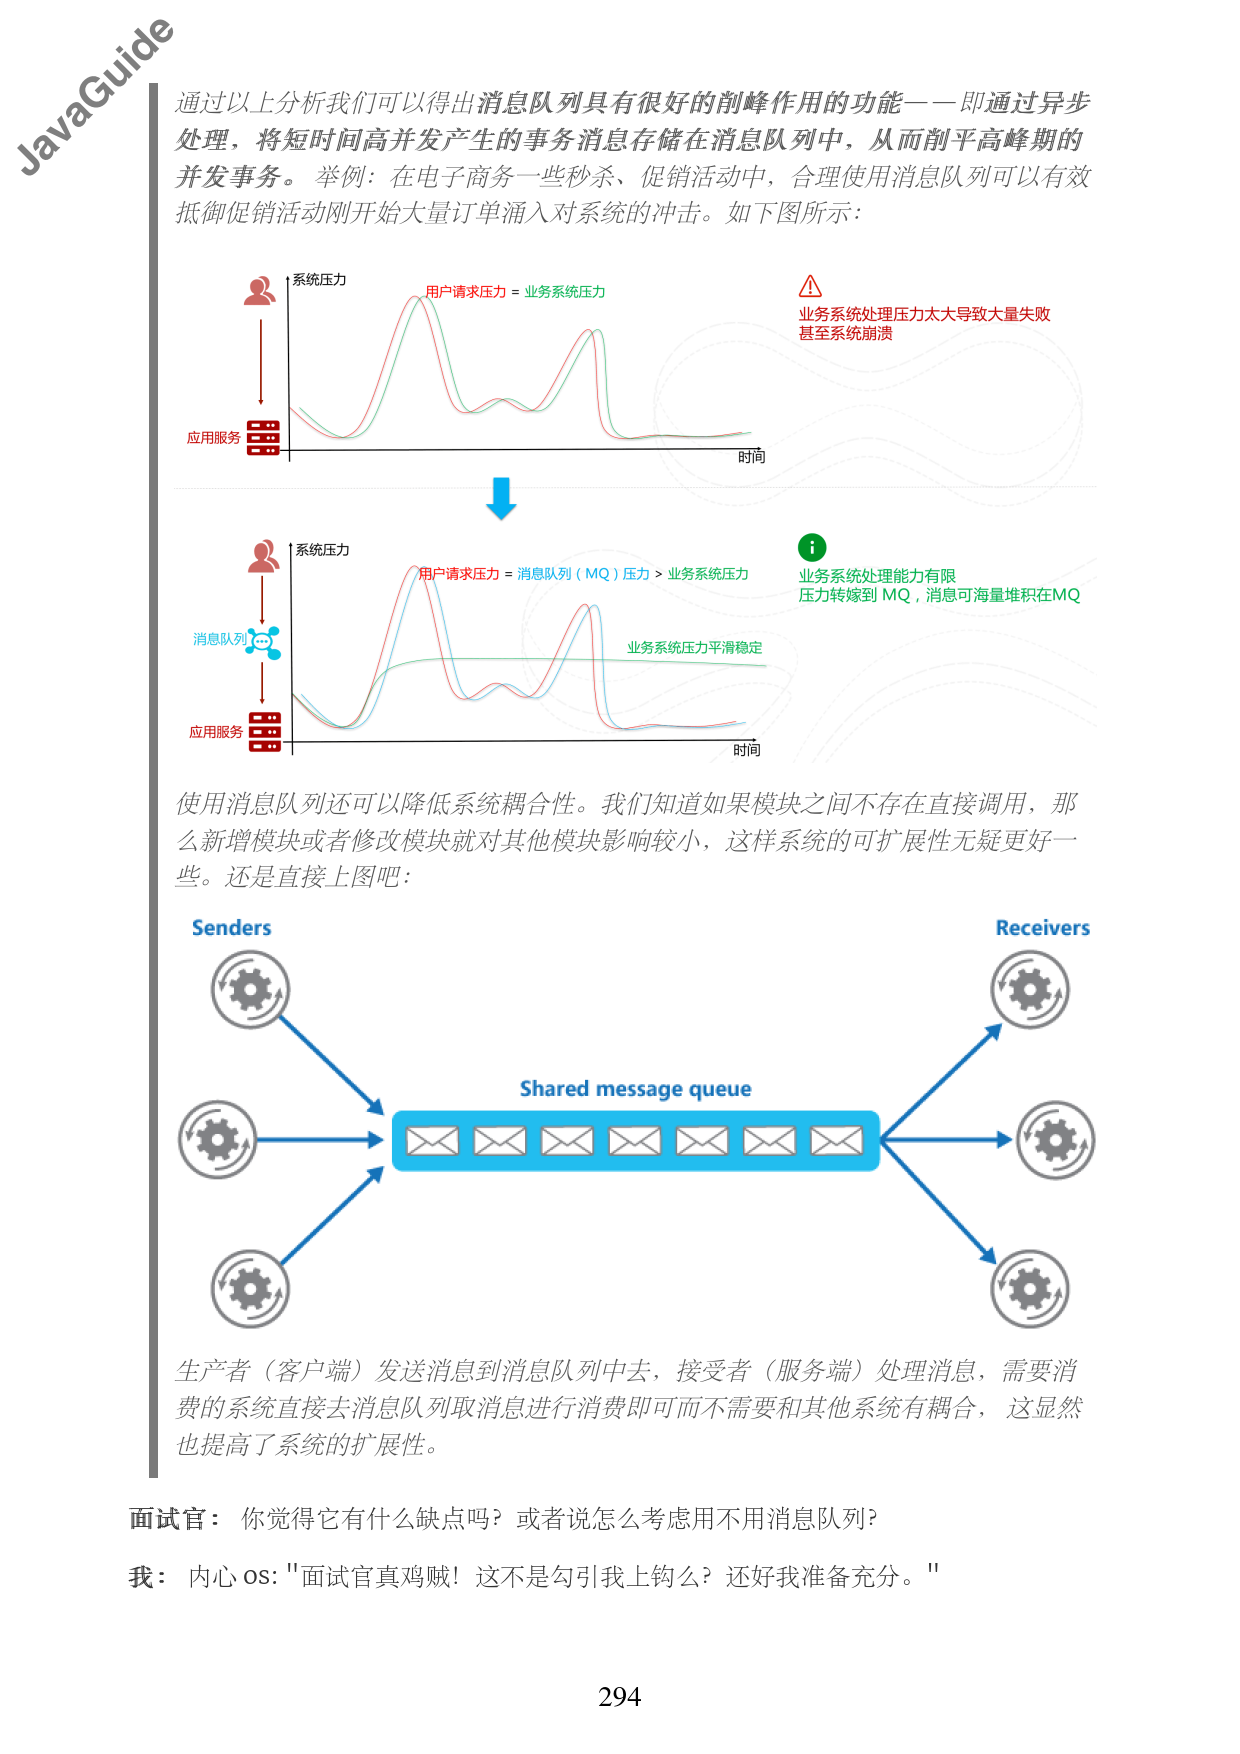 JavaGuide
通过以上分析我们可以得出消息队列具有很好的削峰作用的功能——即通过异步
处理，将短时间高并发产生的事务消息存储在消息队列中，从而削平高峰期的
并发事务。 举例：在电子商务一些秒杀、促销活动中，合理使用消息队列可以有效
抵御促销活动刚开始大量订单涌入对系统的冲击。如下图所示：
系统压力
用户请求压力 = 业务系统压力
业务系统处理压力太大导致大量失败
甚至系统崩溃
应用服务
时间
系统压力
用户请求压力 = 消息队列（MQ）压力 > 业务系统压力
业务系统处理能力有限
压力转嫁到 MQ，消息可海量堆积在MQ
消息队列
业务系统压力平滑稳定
应用服务
时间
使用消息队列还可以降低系统耦合性。我们知道如果模块之间不存在直接调用，那
么新增模块或者修改模块就对其他模块影响较小，这样系统的可扩展性无疑更好一
些。还是直接上图吧：
Senders
Receivers
Shared message queue
生产者（客户端）发送消息到消息队列中去，接受者（服务端）处理消息，需要消
费的系统直接去消息队列取消息进行消费即可而不需要和其他系统有耦合， 这显然
也提高了系统的扩展性。
面试官： 你觉得它有什么缺点吗？或者说怎么考虑用不用消息队列？
我： 内心 os: "面试官真鸡贼！这不是勾引我上钩么？还好我准备充分。"
294